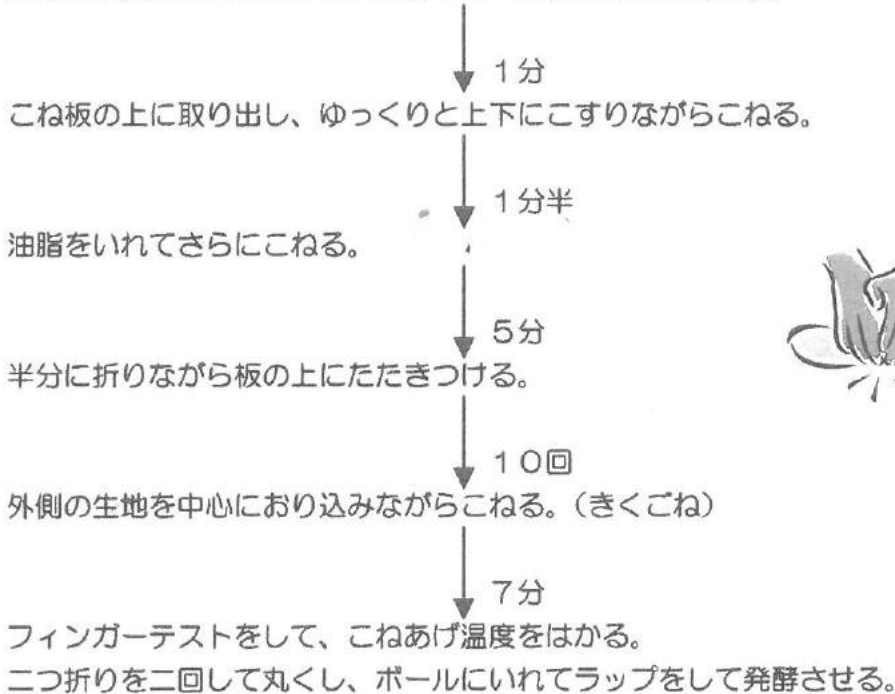 1分
こね板の上に取り出し、ゆっくりと上下にこすりながらこねる。
1分半
油脂をいれてさらにこねる。
5分
半分に折りながら板の上にたたきつける。
10回
外側の生地を中心におり込みながらこねる。(きくごね)
7分
フィンガーテストをして、こねあげ温度をはかる。
二つ折りを二回して丸くし、ボールにいれてラップをして発酵させる。